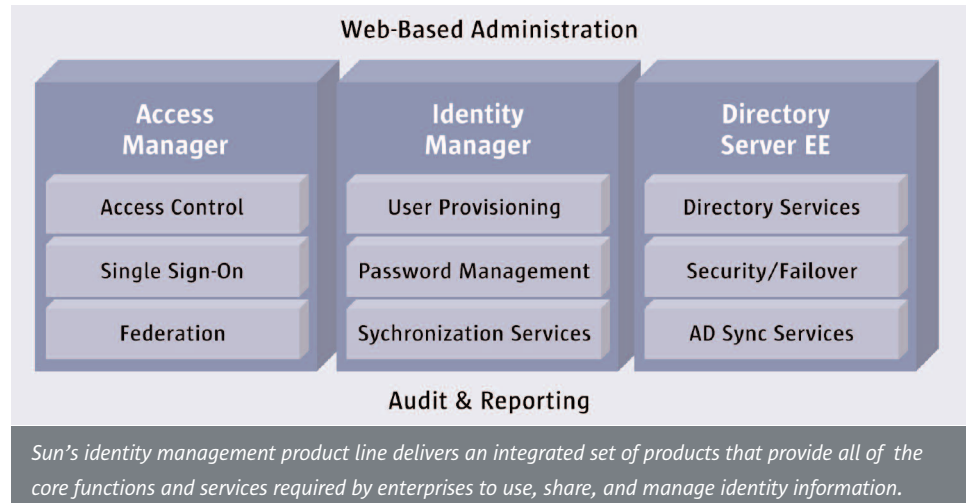 Web-Based Administration
Access
Manager
Access Control
Single Sign-On
Federation
Identity
Manager
User Provisioning
Password Management
Sychronization Services
Directory
Server EE
Directory Services
Security/Failover
AD Sync Services
Audit & Reporting
Sun's identity management product line delivers an integrated set of products that provide all of the
core functions and services required by enterprises to use, share, and manage identity information.